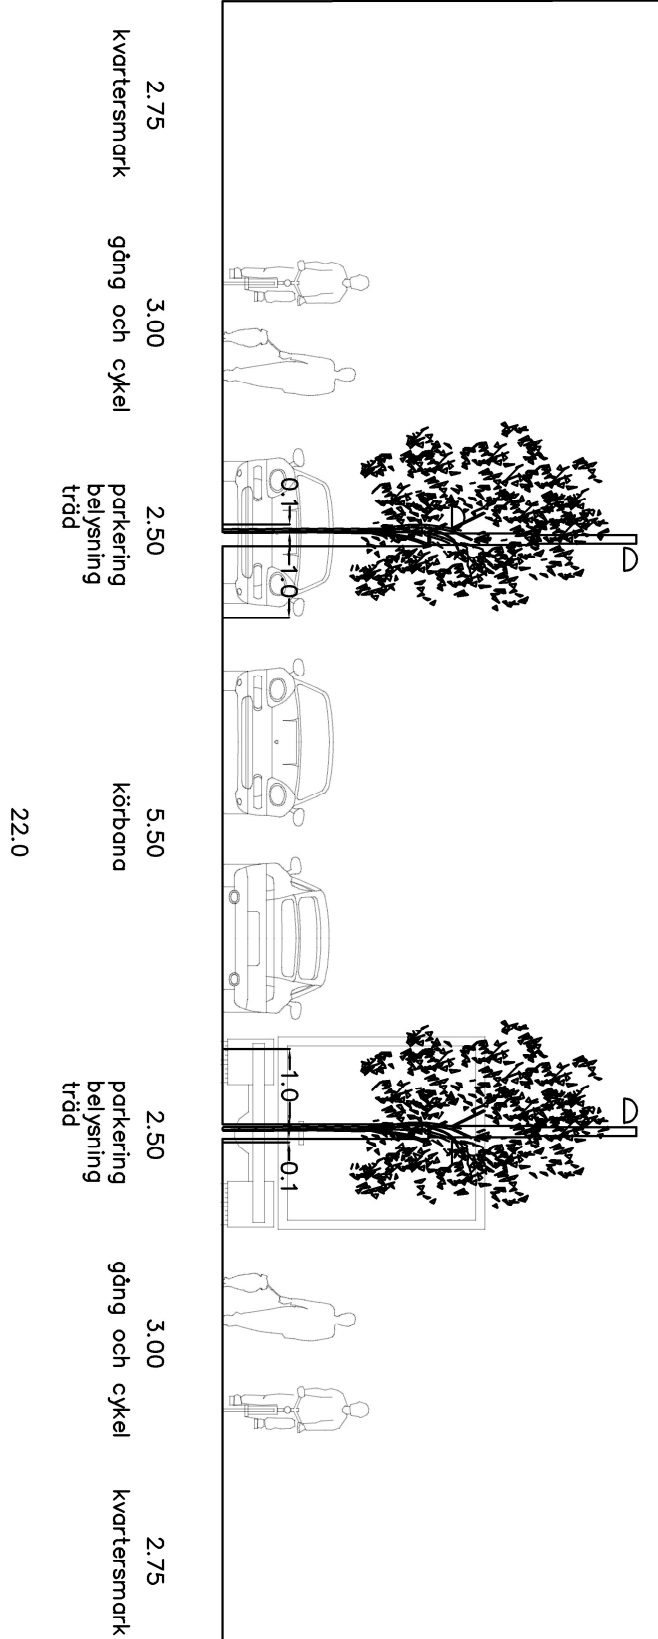 0.1
1.0
1.0
0.1
2.75
3.00
2.50
5.50
2.50
3.00
2.75
kvartersmark
gång och cykel
parkering
belysning
träd
körbana
parkering
belysning
träd
gång och cykel
kvartersmark
22.0